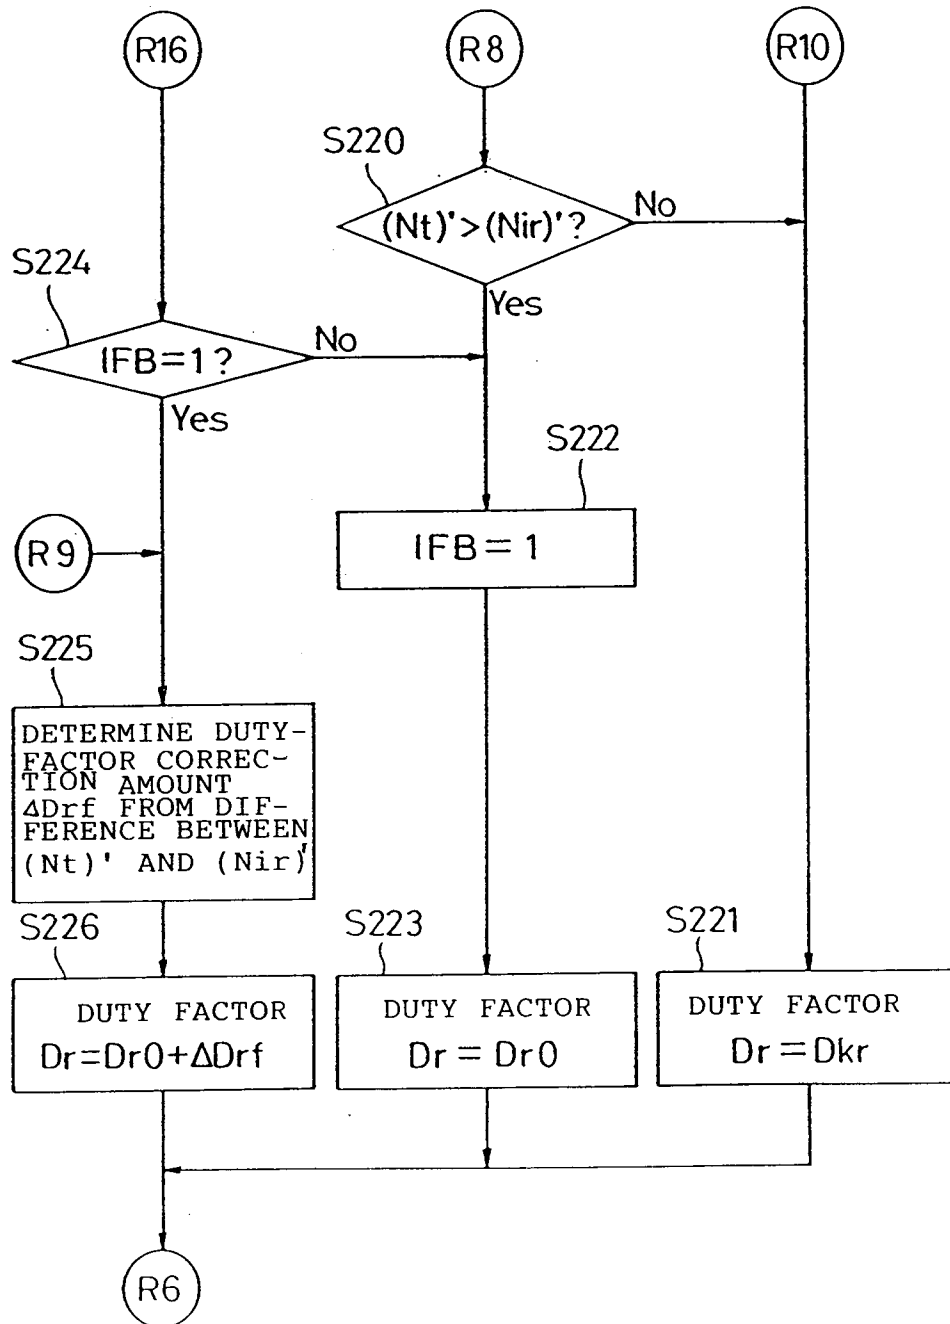 R16
R8
R10
S220
(Nt)'>(Nir)'?
No
Yes
S224
IFB=1?
No
Yes
S222
IFB=1
R9
S225
DETERMINE DUTY-
FACTOR CORREC-
TION AMOUNT
ΔDrf FROM DIF-
FERENCE BETWEEN
(Nt)' AND (Nir)'
S226
DUTY FACTOR
Dr=Dr0+ΔDrf
S223
DUTY FACTOR
Dr=Dr0
S221
DUTY FACTOR
Dr=Dkr
R6